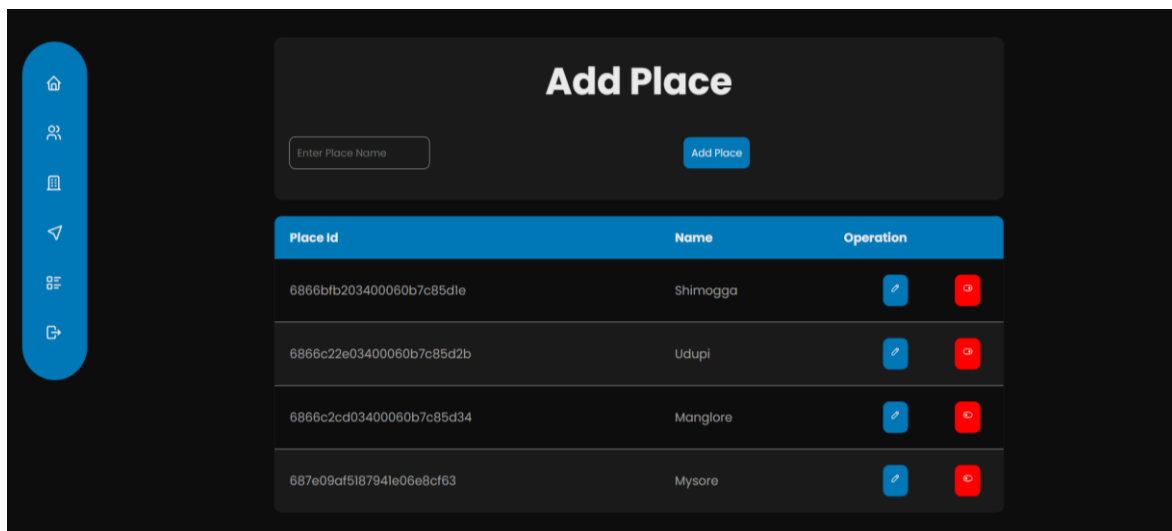 Add Place
Enter Place Name
Add Place
Place Id Name Operation
6866bfb203400060b7c85d1e Shimogga
6866c22e03400060b7c85d2b Udupi
6866c2cd03400060b7c85d34 Manglore
687e09af5187941e06e8cf63 Mysore